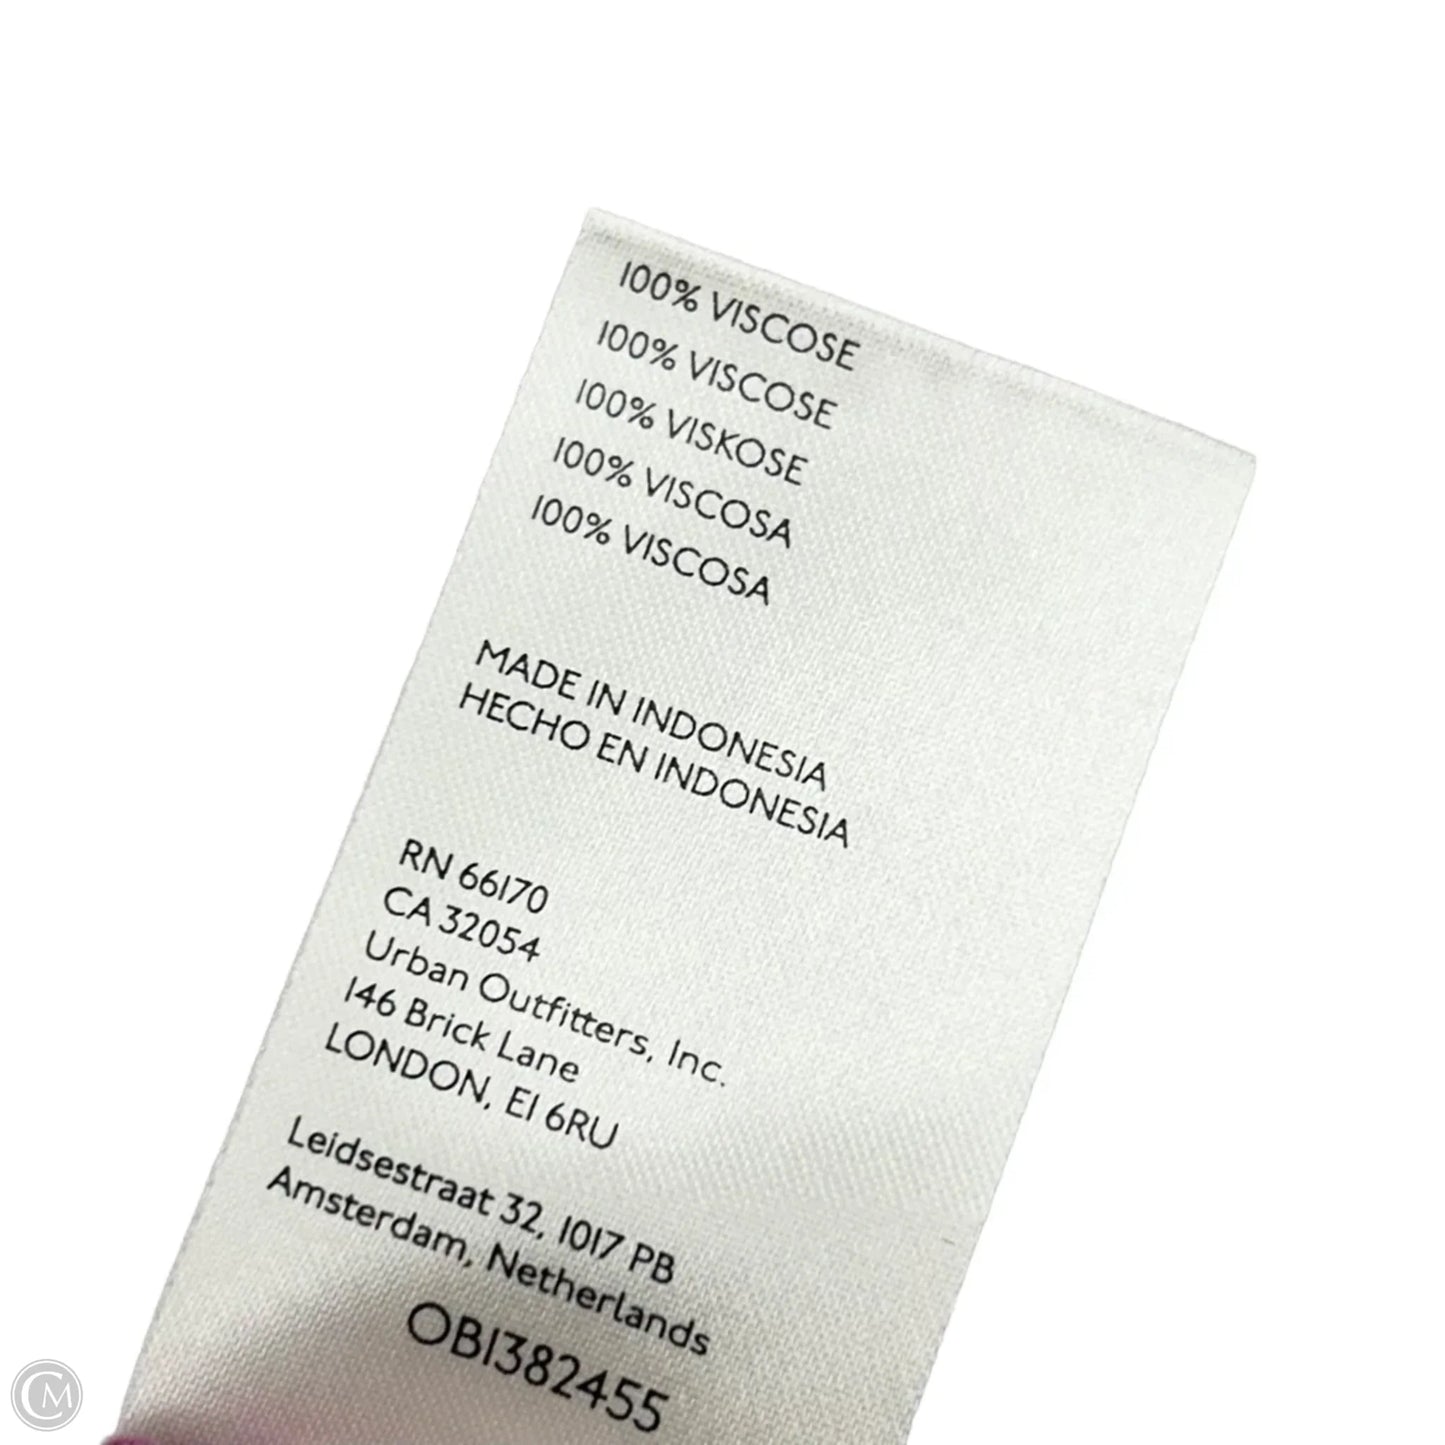 100% VISCOSE
100% VISCOSE
100% VISKOSE
100% VISCOSA
100% VISCOSA
MADE IN INDONESIA
HECHO EN INDONESIA
RN 66170
CA 32054
Urban Outfitters, Inc.
146 Brick Lane
LONDON, E1 6RU
Leidsestraat 32, 1017 PB
Amsterdam, Netherlands
OB1382455
CM